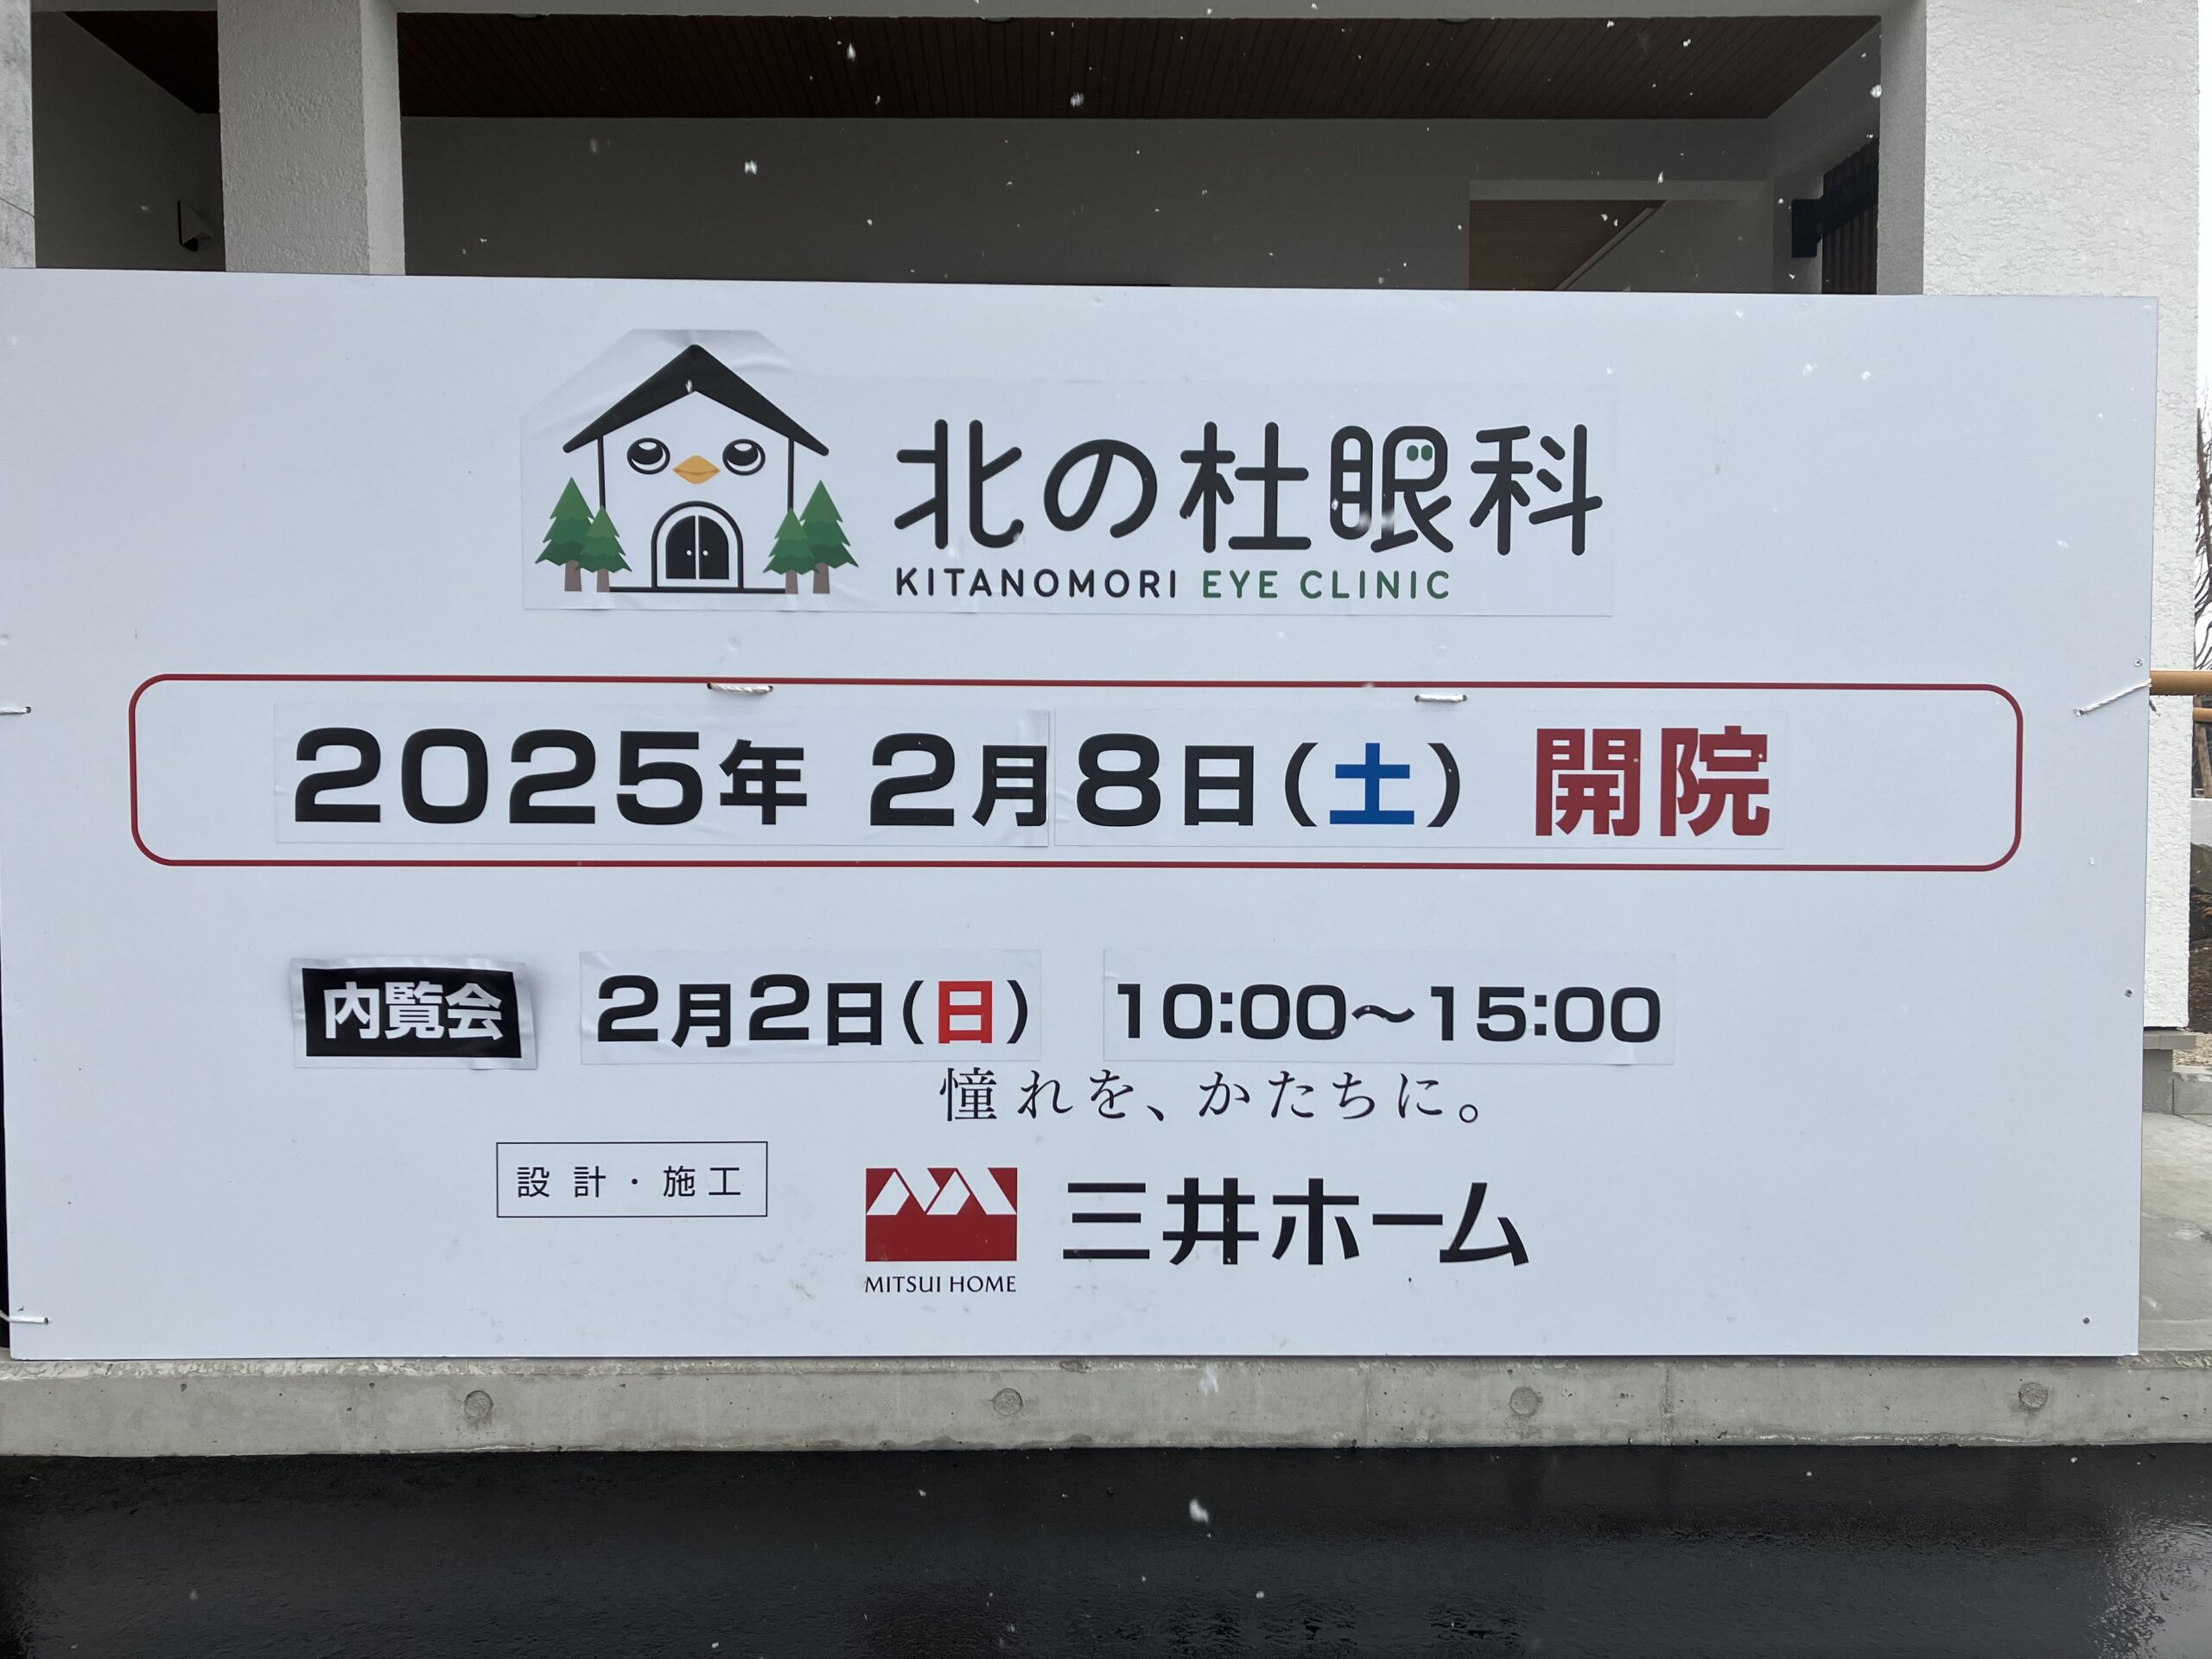 北の杜眼科
KITANOMORI EYE CLINIC
2025年 2月8日(土) 開院
内覧会 2月2日(日) 10:00～15:00
憧れを、かたちに。
設計・施工 三井ホーム
MITSUI HOME